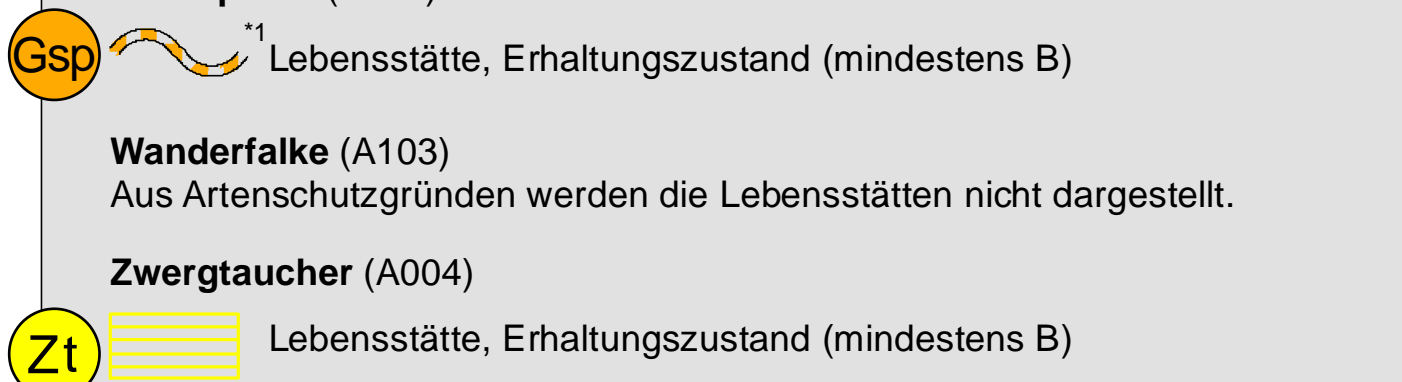 Gsp *1 Lebensstätte, Erhaltungszustand (mindestens B)
Wanderfalke (A103)
Aus Artenschutzgründen werden die Lebensstätten nicht dargestellt.
Zwergtaucher (A004)
Zt Lebensstätte, Erhaltungszustand (mindestens B)